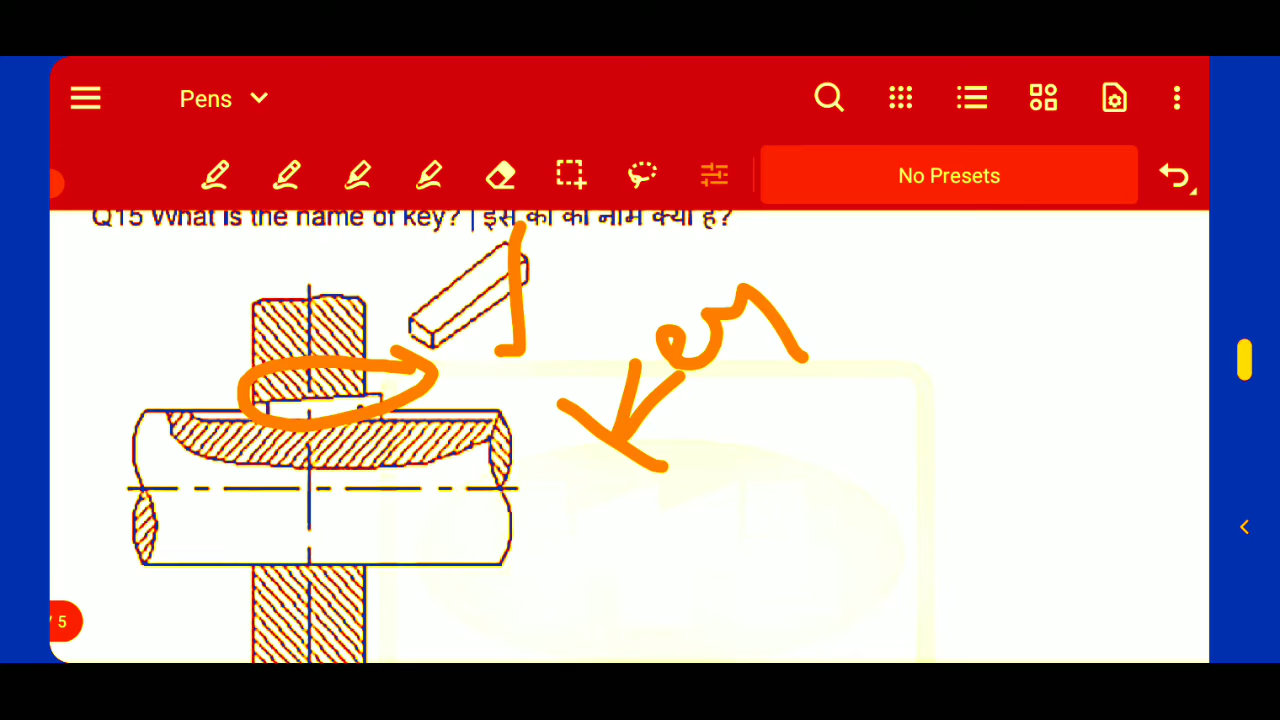 Pens
No Presets
Q15 What is the name of key? | इस की का नाम क्या है?
Key
/ 5